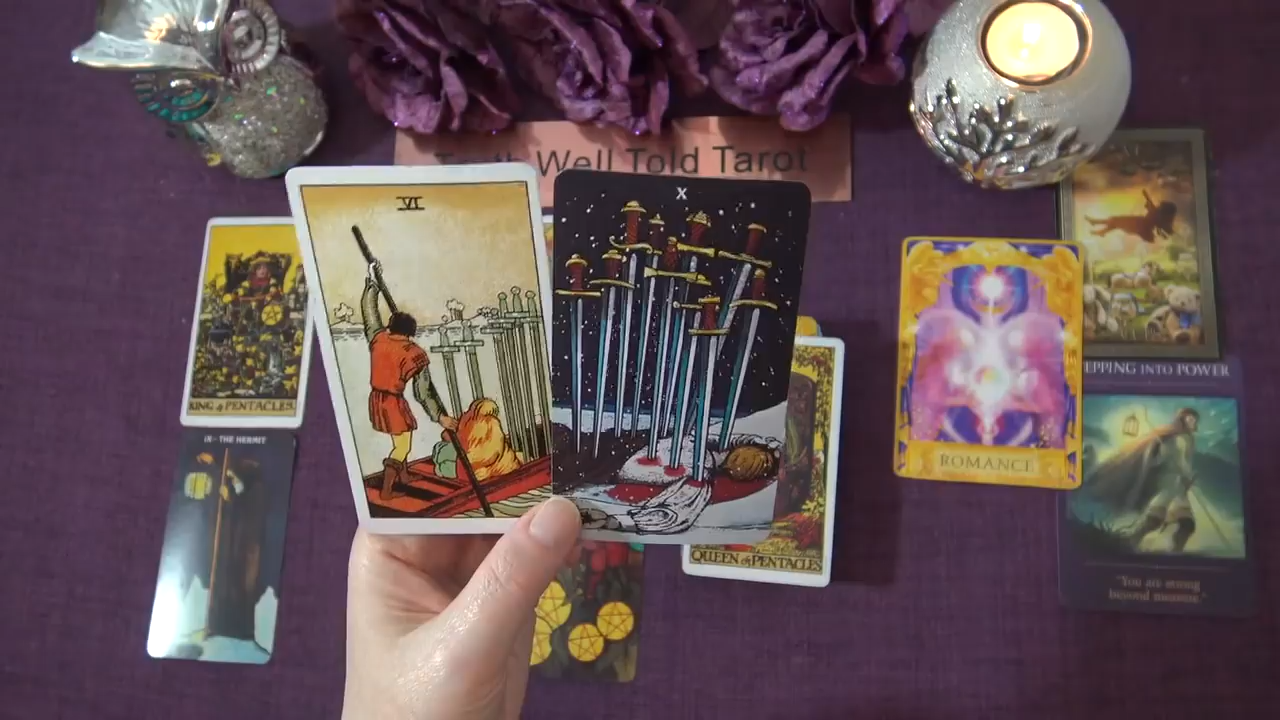 Well Told Tarot
VI
X
KING of PENTACLES
IX - THE HERMIT
QUEEN of PENTACLES
ROMANCE
EPPING INTO POWER
"You are strong
beyond measure."